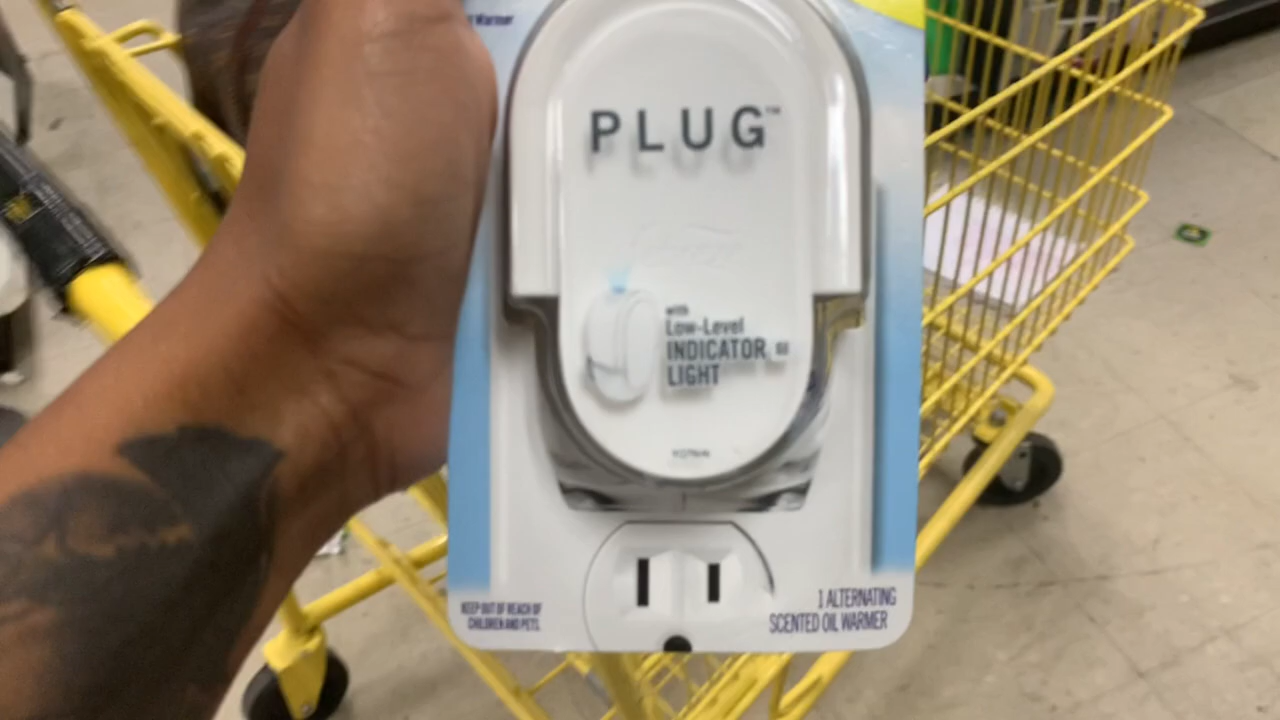 Warmer
PLUG™
with
Low-Level
INDICATOR
LIGHT
KEEP OUT OF REACH OF
CHILDREN AND PETS.
1 ALTERNATING
SCENTED OIL WARMER